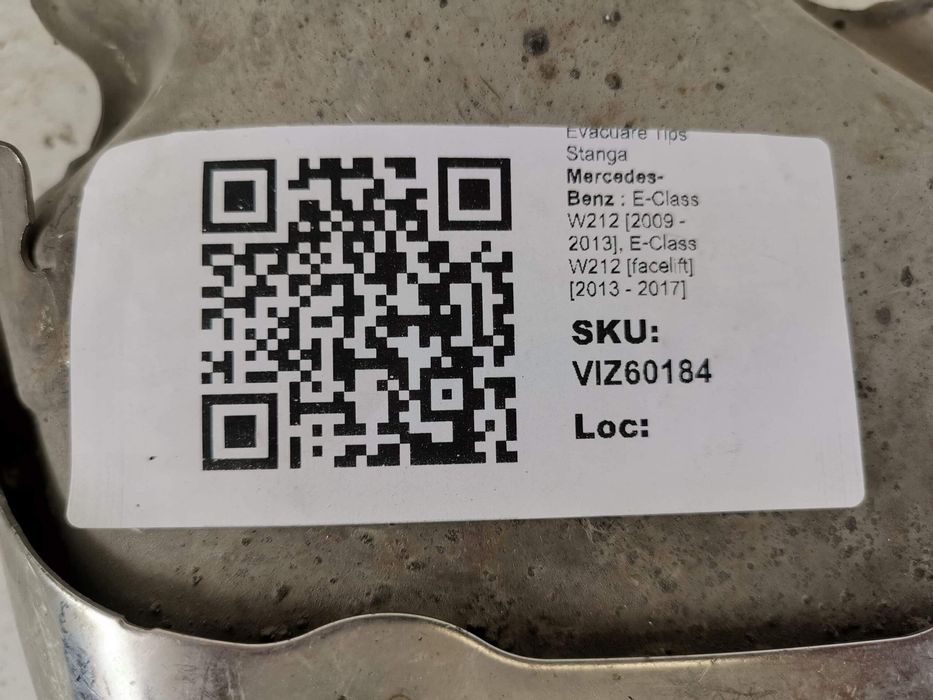 Evacuare Tips
Stanga
Mercedes-
Benz : E-Class
W212 [2009 -
2013], E-Class
W212 [facelift]
[2013 - 2017]
SKU:
VIZ60184
Loc: